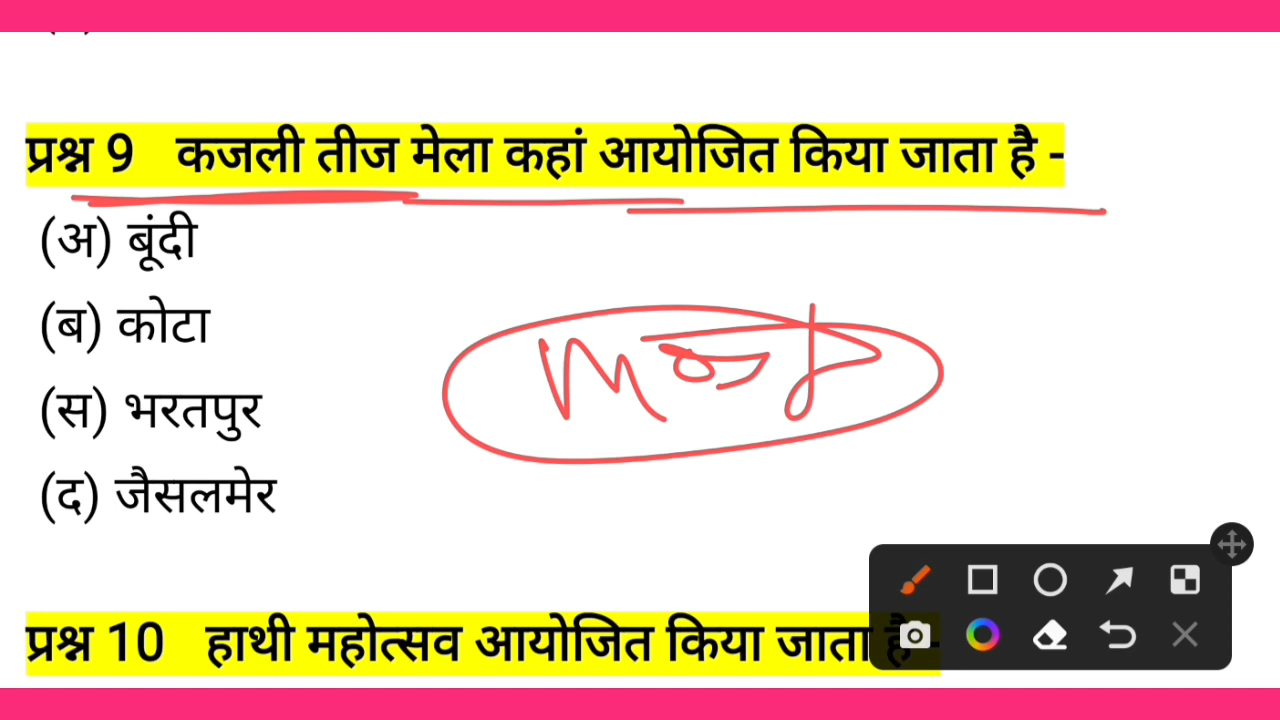 प्रश्न 9 कजली तीज मेला कहां आयोजित किया जाता है -
(अ) बूंदी
(ब) कोटा
(स) भरतपुर
(द) जैसलमेर
प्रश्न 10 हाथी महोत्सव आयोजित किया जाता है -